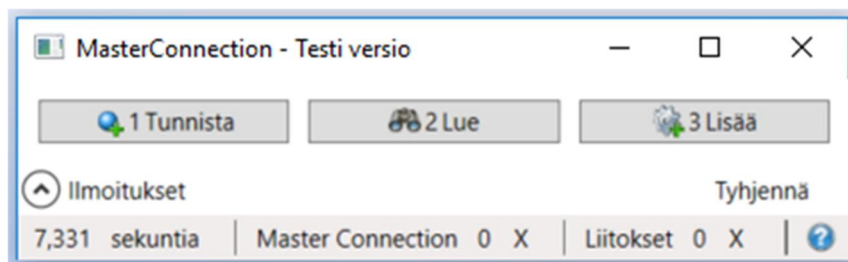 MasterConnection - Testi versio
1 Tunnista 2 Lue 3 Lisää
Ilmoitukset Tyhjennä
7,331 sekuntia Master Connection 0 X Liitokset 0 X